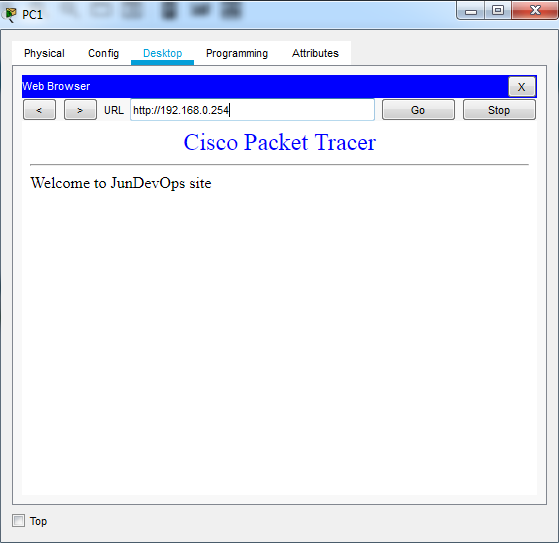 PC1
Physical Config Desktop Programming Attributes
Web Browser X
< > URL http://192.168.0.254 Go Stop
Cisco Packet Tracer
Welcome to JunDevOps site
Top